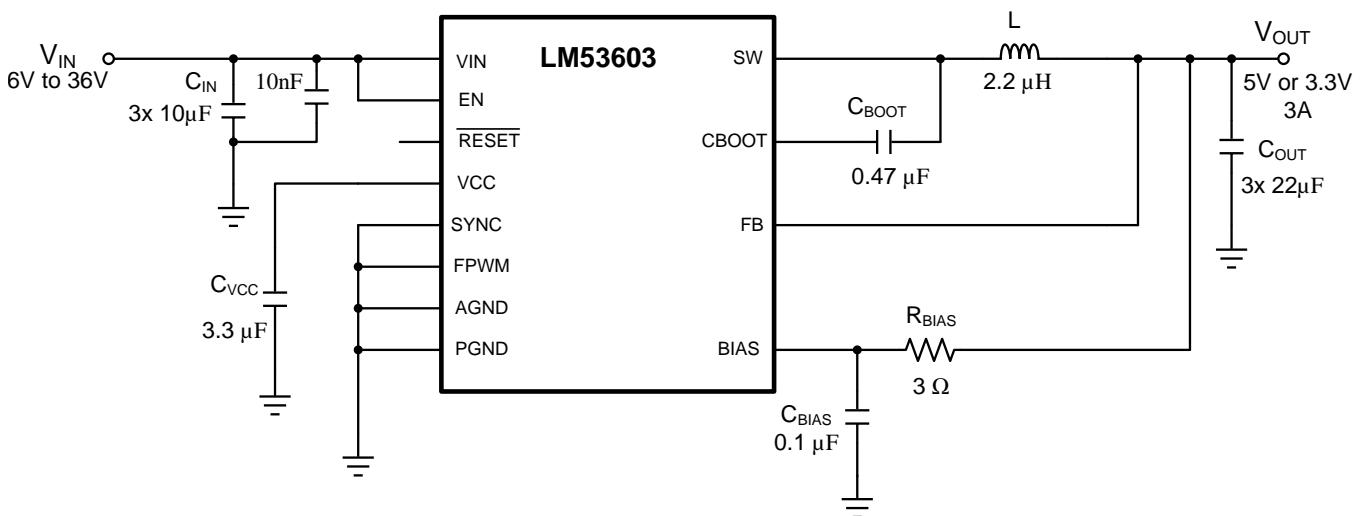 LM53603
V_IN
6V to 36V
C_IN
3x 10µF
10nF
VIN
EN
RESET
VCC
SYNC
FPWM
AGND
PGND
C_VCC
3.3 µF
SW
CBOOT
FB
BIAS
L
2.2 µH
C_BOOT
0.47 µF
R_BIAS
3 Ω
C_BIAS
0.1 µF
V_OUT
5V or 3.3V
3A
C_OUT
3x 22µF